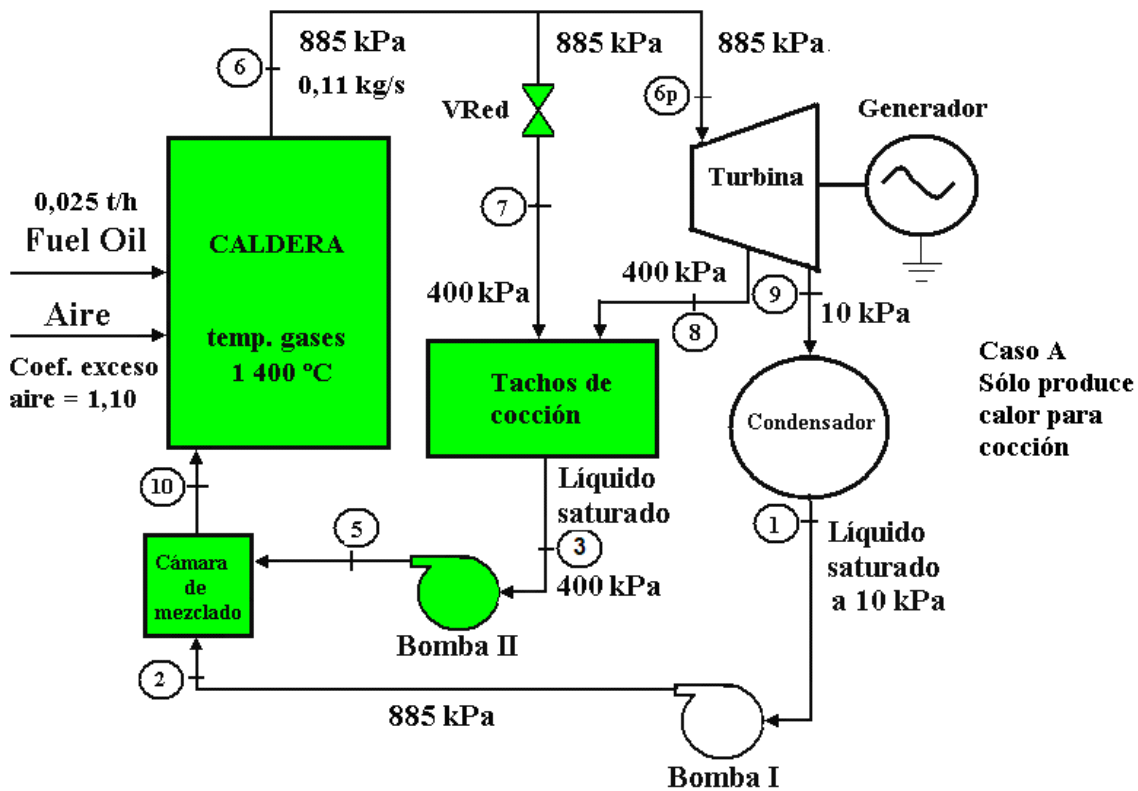 885 kPa
0,11 kg/s
6
885 kPa
885 kPa
VRed
6p
Generador
Turbina
0,025 t/h
Fuel Oil
CALDERA
7
Aire
temp. gases
1 400 ºC
Coef. exceso
aire = 1,10
400 kPa
400 kPa
8
9
10 kPa
Caso A
Sólo produce
calor para
cocción
Tachos de
cocción
Condensador
10
Líquido
saturado
5
3
400 kPa
1
Líquido
saturado
a 10 kPa
Cámara
de
mezclado
Bomba II
2
885 kPa
Bomba I